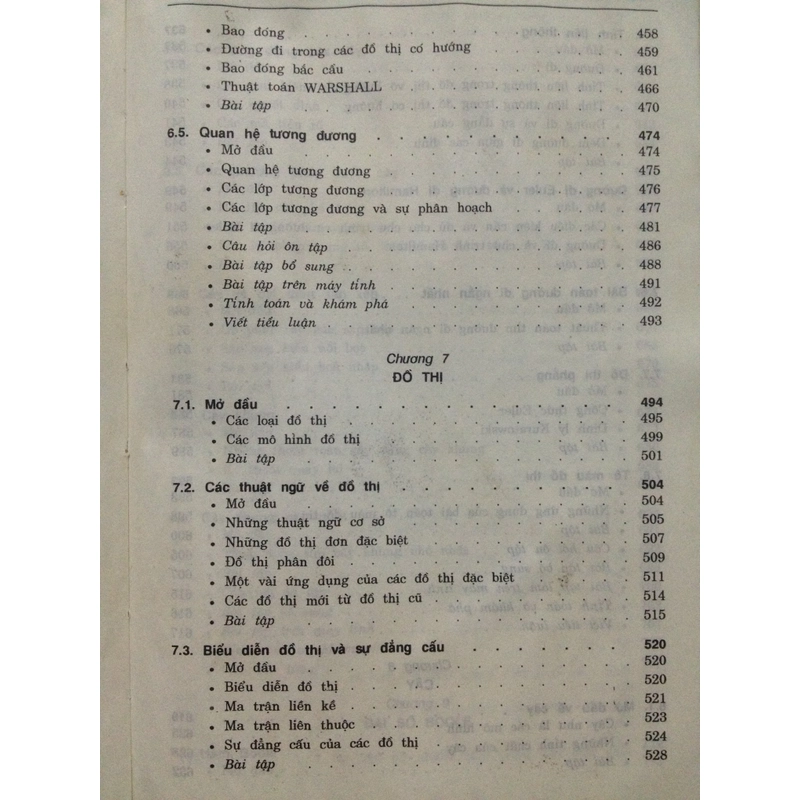 • Bao đóng 458
• Đường đi trong các đồ thị có hướng 459
• Bao đóng bắc cầu 461
• Thuật toán WARSHALL 466
• Bài tập 470
6.5. Quan hệ tương đương 474
• Mở đầu 474
• Quan hệ tương đương 475
• Các lớp tương đương 476
• Các lớp tương đương và sự phân hoạch 477
• Bài tập 481
• Câu hỏi ôn tập 486
• Bài tập bổ sung 488
• Bài tập trên máy tính 491
• Tính toán và khám phá 492
• Viết tiểu luận 493
Chương 7
ĐỒ THỊ
7.1. Mở đầu 494
• Các loại đồ thị 495
• Các mô hình đồ thị 499
• Bài tập 501
7.2. Các thuật ngữ về đồ thị 504
• Mở đầu 504
• Những thuật ngữ cơ sở 505
• Những đồ thị đơn đặc biệt 507
• Đồ thị phân đôi 509
• Một vài ứng dụng của các đồ thị đặc biệt 511
• Các đồ thị mới từ đồ thị cũ 514
• Bài tập 515
7.3. Biểu diễn đồ thị và sự đẳng cấu 520
• Mở đầu 520
• Biểu diễn đồ thị 520
• Ma trận liền kề 521
• Ma trận liên thuộc 523
• Sự đẳng cấu của các đồ thị 524
• Bài tập 528